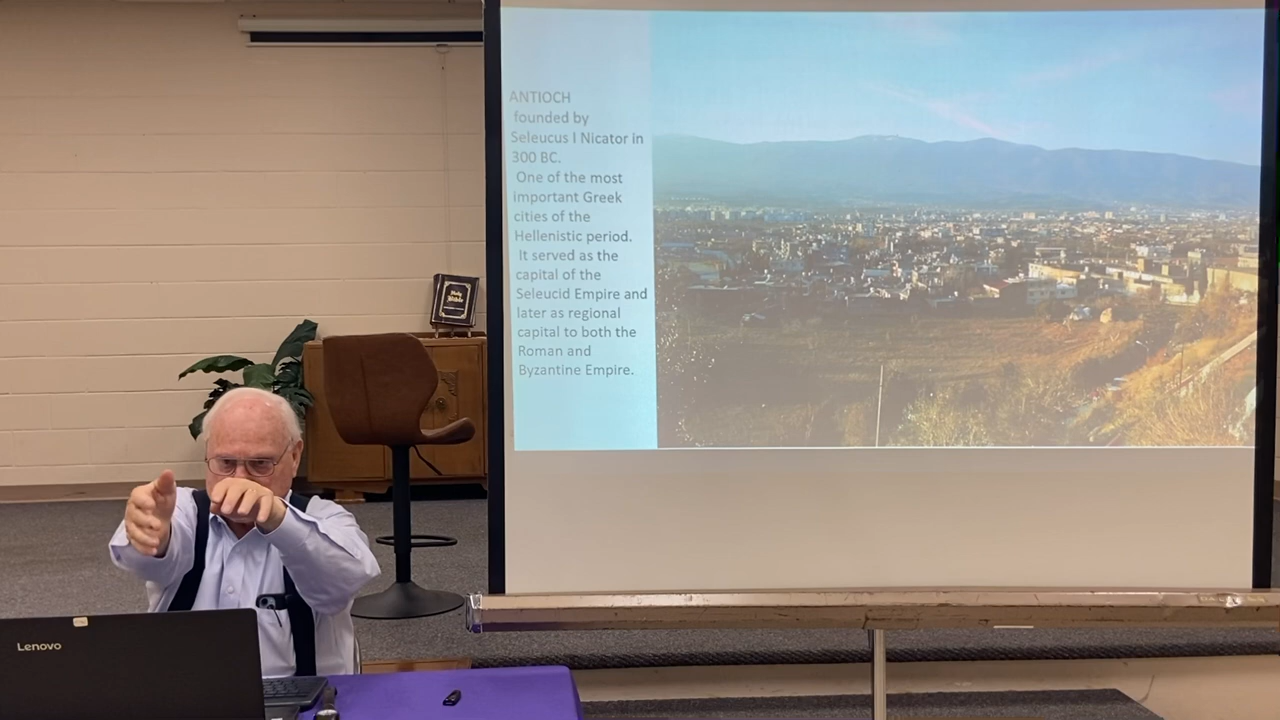 ANTIOCH
founded by
Seleucus I Nicator in
300 BC.
One of the most
important Greek
cities of the
Hellenistic period.
It served as the
capital of the
Seleucid Empire and
later as regional
capital to both the
Roman and
Byzantine Empire.
Holy
Bible
Lenovo